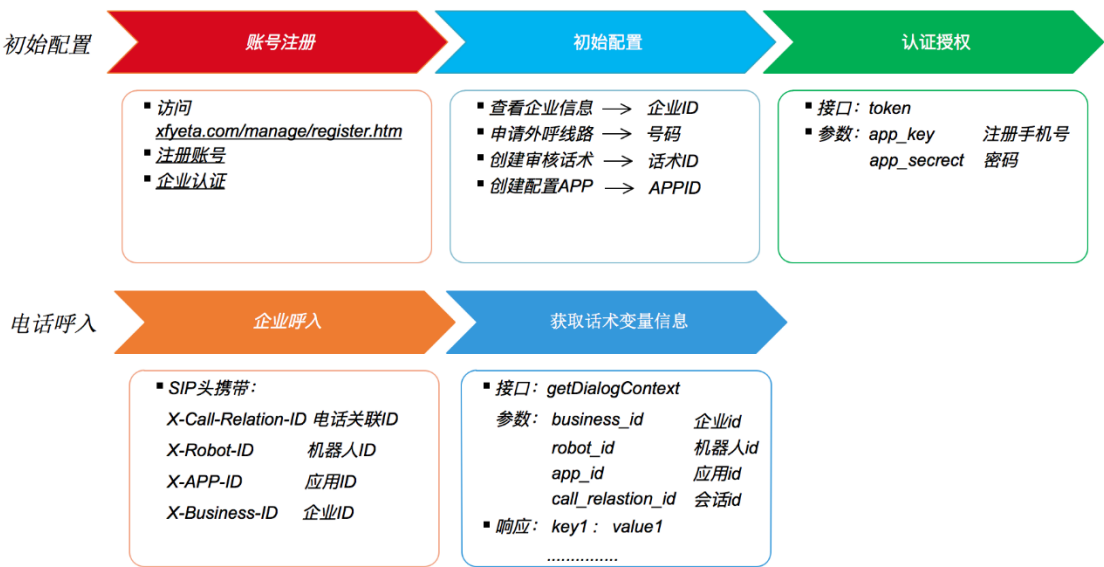 初始配置
账号注册
初始配置
认证授权
▪ 访问
xfyeta.com/manage/register.htm
▪ 注册账号
▪ 企业认证
▪ 查看企业信息 → 企业ID
▪ 申请外呼线路 → 号码
▪ 创建审核话术 → 话术ID
▪ 创建配置APP → APPID
▪ 接口：token
▪ 参数：app_key 注册手机号
app_secrect 密码
电话呼入
企业呼入
获取话术变量信息
▪ SIP头携带：
X-Call-Relation-ID 电话关联ID
X-Robot-ID 机器人ID
X-APP-ID 应用ID
X-Business-ID 企业ID
▪ 接口：getDialogContext
参数：business_id 企业id
robot_id 机器人id
app_id 应用id
call_relastion_id 会话id
▪ 响应：key1： value1
...............